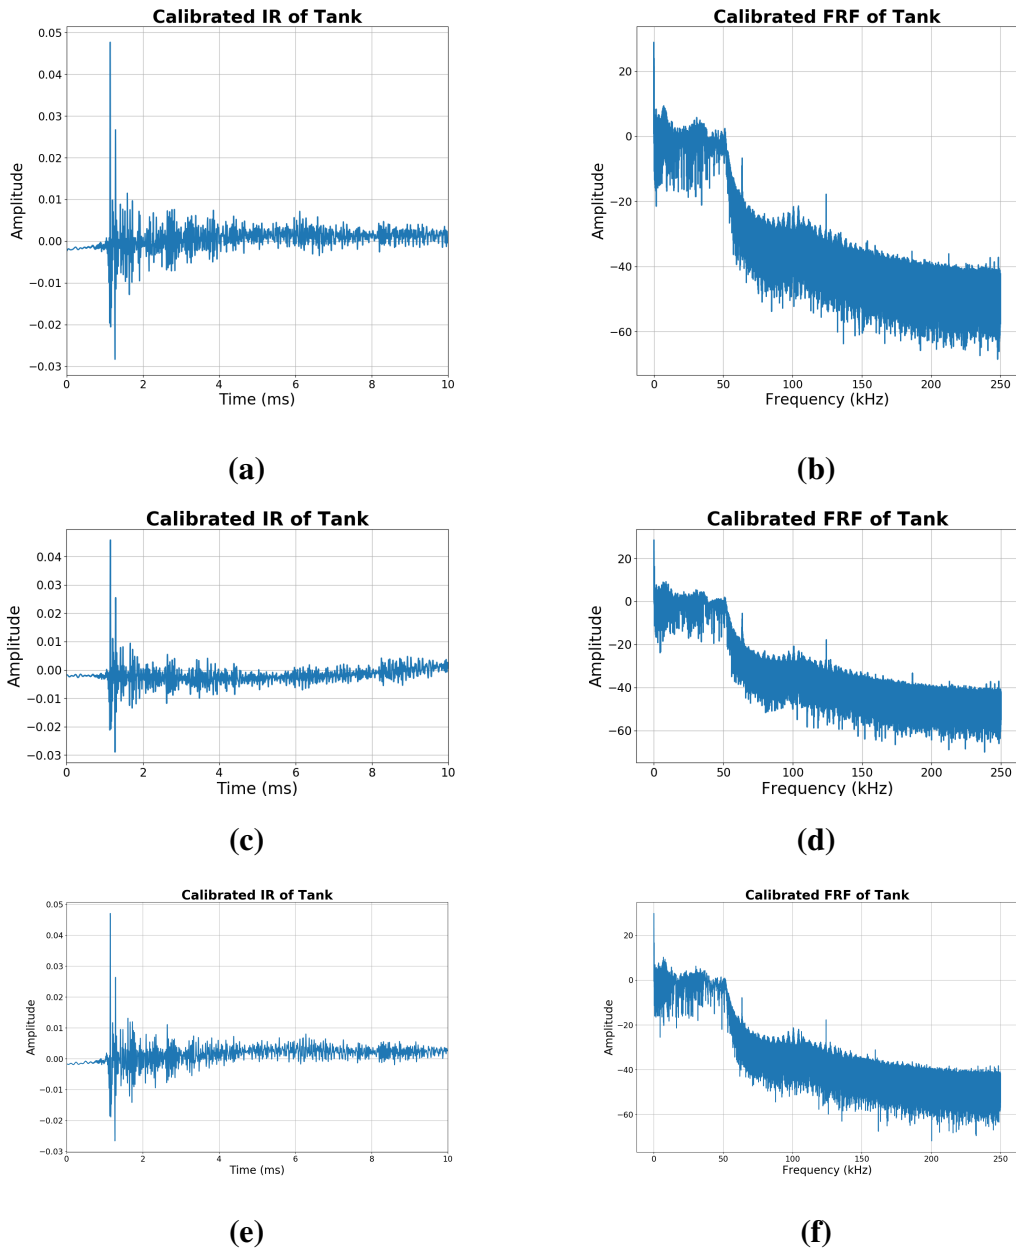 Calibrated IR of Tank
Calibrated FRF of Tank
0.05
0.04
0.03
0.02
0.01
0.00
−0.01
−0.02
−0.03
Amplitude
0 2 4 6 8 10
Time (ms)
20
0
−20
−40
−60
Amplitude
0 50 100 150 200 250
Frequency (kHz)
(a)
(b)
Calibrated IR of Tank
Calibrated FRF of Tank
0.04
0.03
0.02
0.01
0.00
−0.01
−0.02
−0.03
Amplitude
0 2 4 6 8 10
Time (ms)
20
0
−20
−40
−60
Amplitude
0 50 100 150 200 250
Frequency (kHz)
(c)
(d)
Calibrated IR of Tank
Calibrated FRF of Tank
0.05
0.04
0.03
0.02
0.01
0.00
−0.01
−0.02
−0.03
Amplitude
0 2 4 6 8 10
Time (ms)
20
0
−20
−40
−60
Amplitude
0 50 100 150 200 250
Frequency (kHz)
(e)
(f)